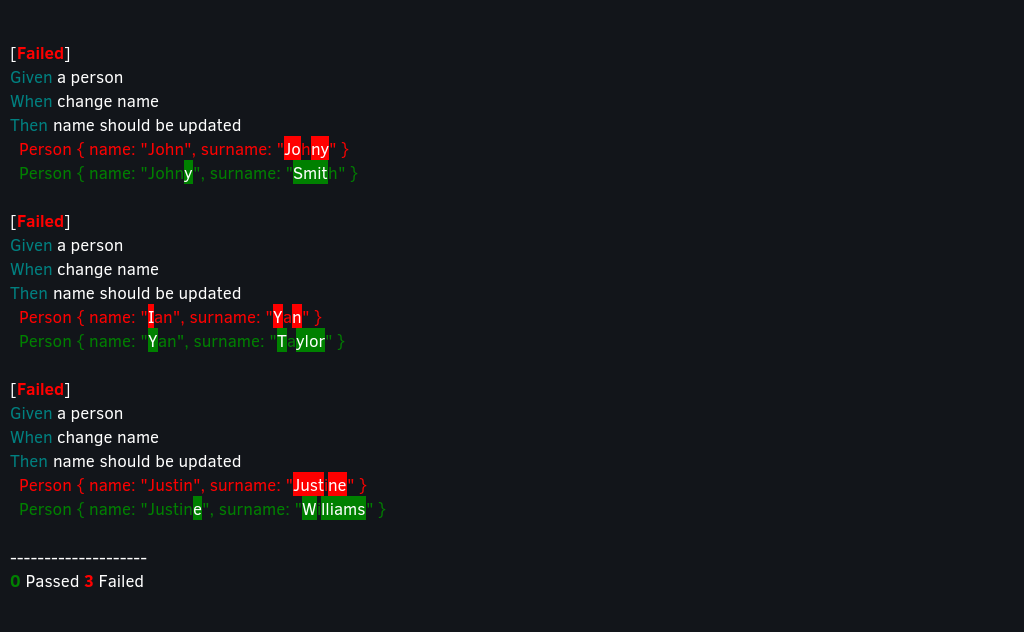 [Failed]
Given a person
When change name
Then name should be updated
Person { name: "John", surname: "Johny" }
Person { name: "Johny", surname: "Smith" }
[Failed]
Given a person
When change name
Then name should be updated
Person { name: "Ian", surname: "Yan" }
Person { name: "Yan", surname: "Taylor" }
[Failed]
Given a person
When change name
Then name should be updated
Person { name: "Justin", surname: "Justine" }
Person { name: "Justine", surname: "Williams" }
--------------------
0 Passed 3 Failed